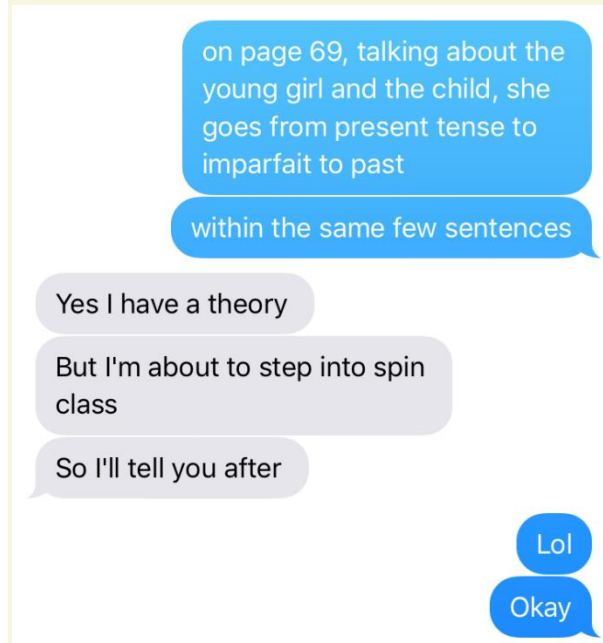 on page 69, talking about the
young girl and the child, she
goes from present tense to
imparfait to past
within the same few sentences
Yes I have a theory
But I'm about to step into spin
class
So I'll tell you after
Lol
Okay